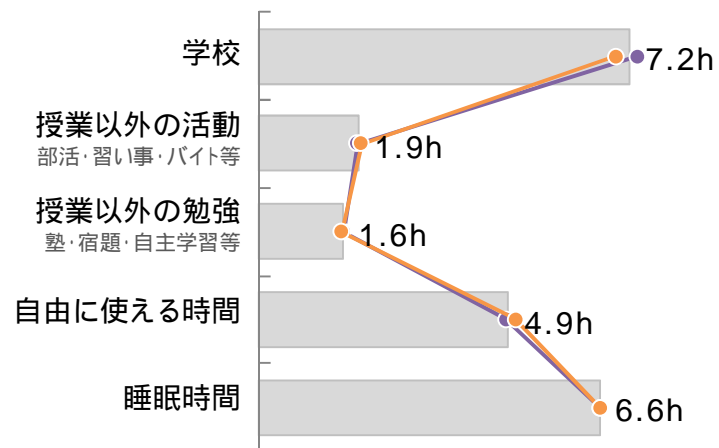 学校
7.2h
授業以外の活動
部活･習い事･バイト等
1.9h
授業以外の勉強
塾･宿題･自主学習等
1.6h
自由に使える時間
4.9h
睡眠時間
6.6h